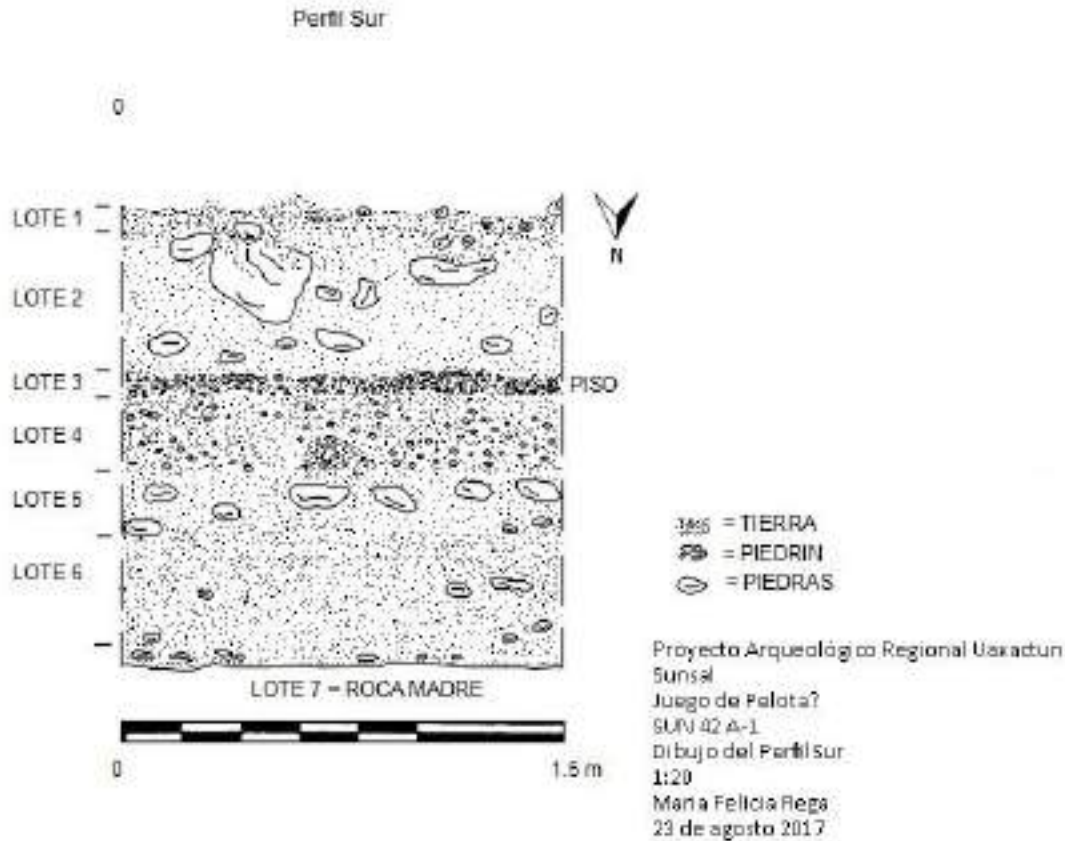 Perfil Sur
0
LOTE 1
N
LOTE 2
LOTE 3
PISO
LOTE 4
LOTE 5
= TIERRA
= PIEDRIN
LOTE 6
= PIEDRAS
LOTE 7 = ROCA MADRE
0
1.5 m
Proyecto Arqueológico Regional Uaxactun
Sunsal
Juego de Pelota?
SUN 42 A-1
Dibujo del Perfil Sur
1:20
Maria Felicia Rega
23 de agosto 2017